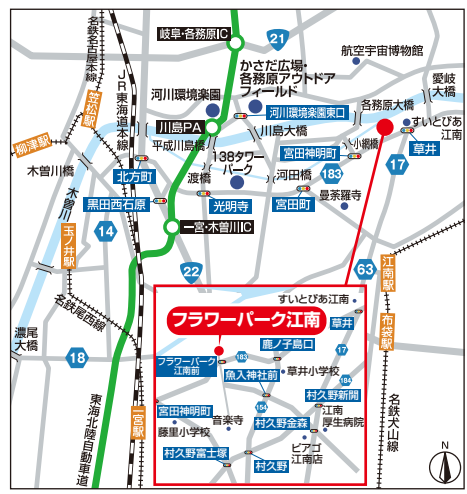 岐阜・各務原IC
21
名鉄名古屋本線
JR東海道本線
航空宇宙博物館
かさだ広場・
各務原アウトドア
フィールド
愛岐
大橋
笠松駅
河川環境楽園
河川環境楽園東口
各務原大橋
すいとぴあ
江南
柳津駅
川島PA
川島大橋
小網橋
草井
平成川島橋
宮田神明町
17
木曽川橋
138タワー
パーク
183
北方町
渡橋
河田橋
曼荼羅寺
木曽川
黒田西石原
光明寺
宮田町
玉ノ井駅
14
一宮・木曽川IC
22
63
江南駅
名鉄尾西線
すいとぴあ江南
布袋駅
フラワーパーク江南
草井
濃尾
大橋
鹿ノ子島口
17
18
フラワーパーク
江南前
183
魚入神社前
草井小学校
184
村久野新開
宮田神明町
154
江南
厚生病院
一宮駅
音楽寺
村久野金森
藤里小学校
ピアゴ
江南店
名鉄犬山線
村久野富士塚
村久野
東海北陸自動車道
N